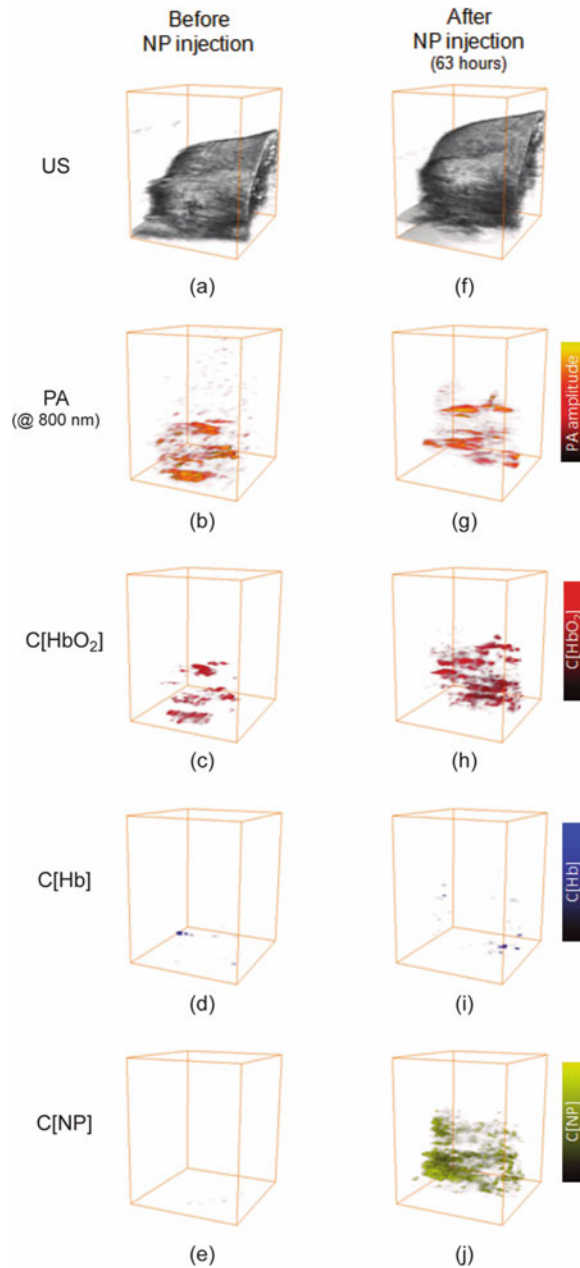 Before
NP injection
After
NP injection
(63 hours)
US
(a)
(f)
PA
(@ 800 nm)
PA amplitude
(b)
(g)
C[HbO₂]
C[HbO₂]
(c)
(h)
C[Hb]
C[Hb]
(d)
(i)
C[NP]
C[NP]
(e)
(j)